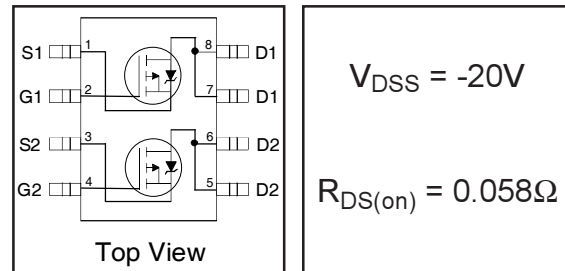 S1 1 8 D1
G1 2 7 D1
S2 3 6 D2
G2 4 5 D2
Top View
VDSS = -20V
RDS(on) = 0.058Ω